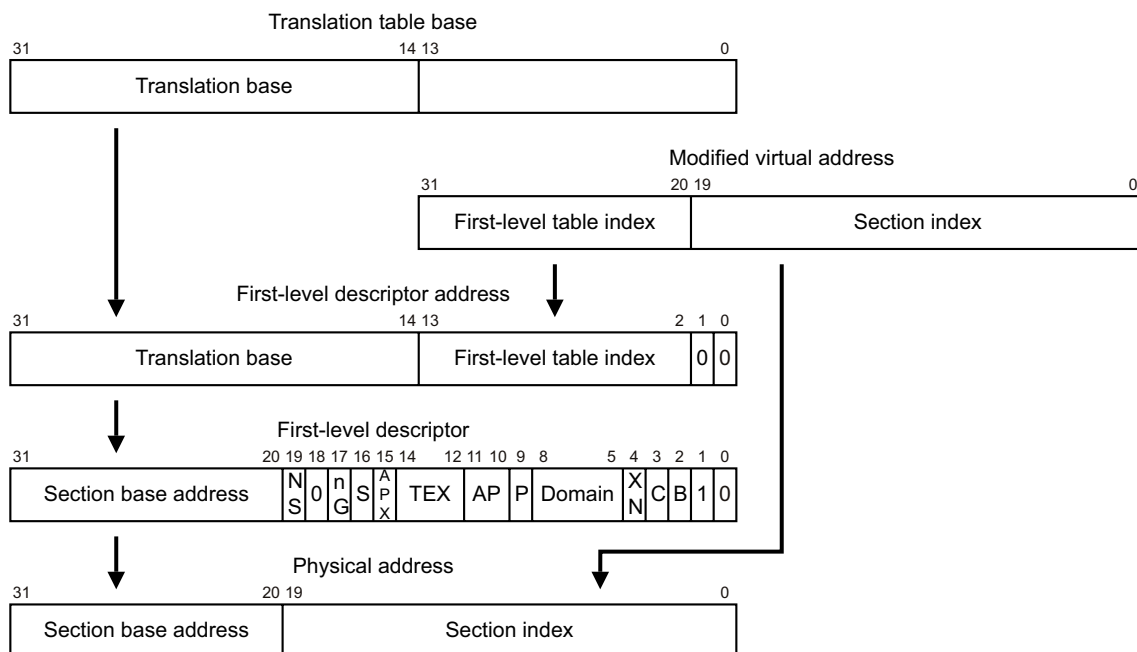 Translation table base
31 14 13 0
Translation base
Modified virtual address
31 20 19 0
First-level table index Section index
First-level descriptor address
31 14 13 2 1 0
Translation base First-level table index 0 0
First-level descriptor
31 20 19 18 17 16 15 14 12 11 10 9 8 5 4 3 2 1 0
Section base address NS 0 nG S APX TEX AP P Domain XN C B 1 0
Physical address
31 20 19 0
Section base address Section index